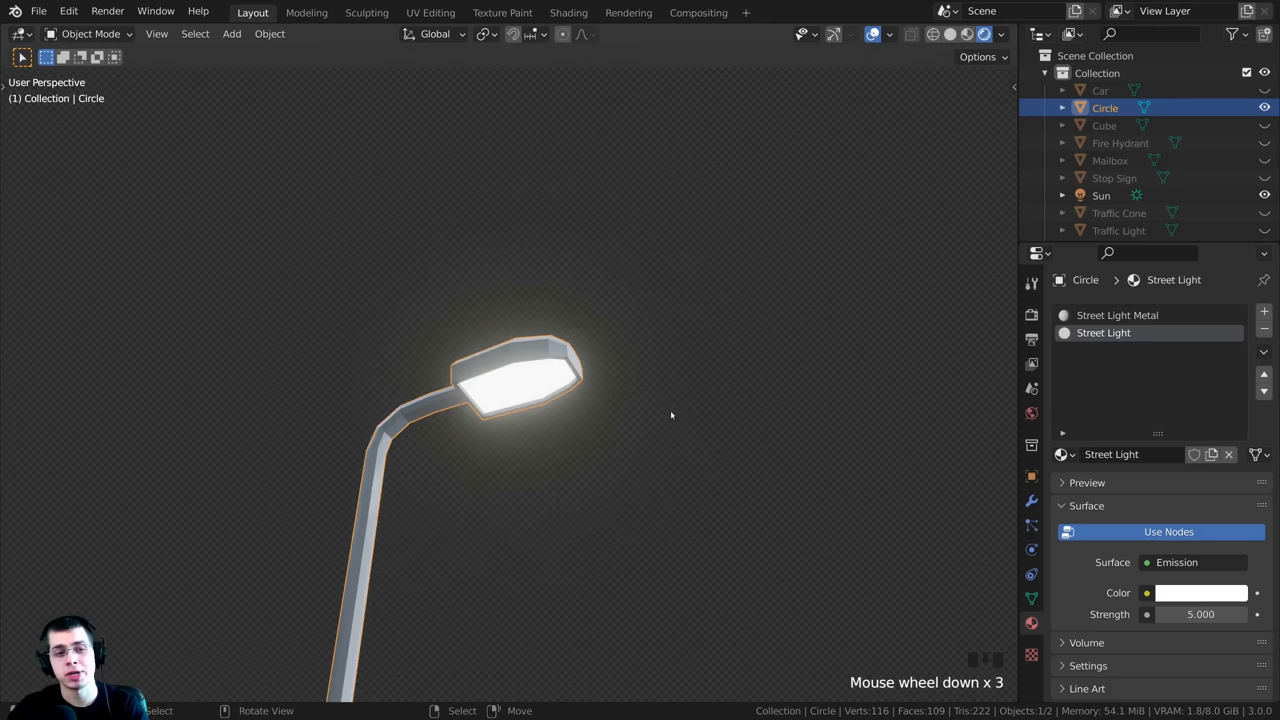 File Edit Render Window Help Layout Modeling Sculpting UV Editing Texture Paint Shading Animation Rendering Compositing Scene View Layer
Object Mode View Select Add Object Global
Options
User Perspective
(1) Collection | Circle
Scene Collection
Collection
Car
Circle
Cube
Fire Hydrant
Mailbox
Stop Sign
Sun
Traffic Cone
Traffic Light
Circle Street Light
Street Light Metal
Street Light
Street Light
Preview
Surface
Use Nodes
Surface Emission
Color
Strength 5.000
Volume
Settings
Line Art
Mouse wheel down x 3
Select Rotate View Select Move Collection | Circle | Verts:116 | Faces:109 | Tris:222 | Objects:1/2 | Memory: 54.1 MiB | VRAM: 1.8/8.0 GiB | 3.0.0